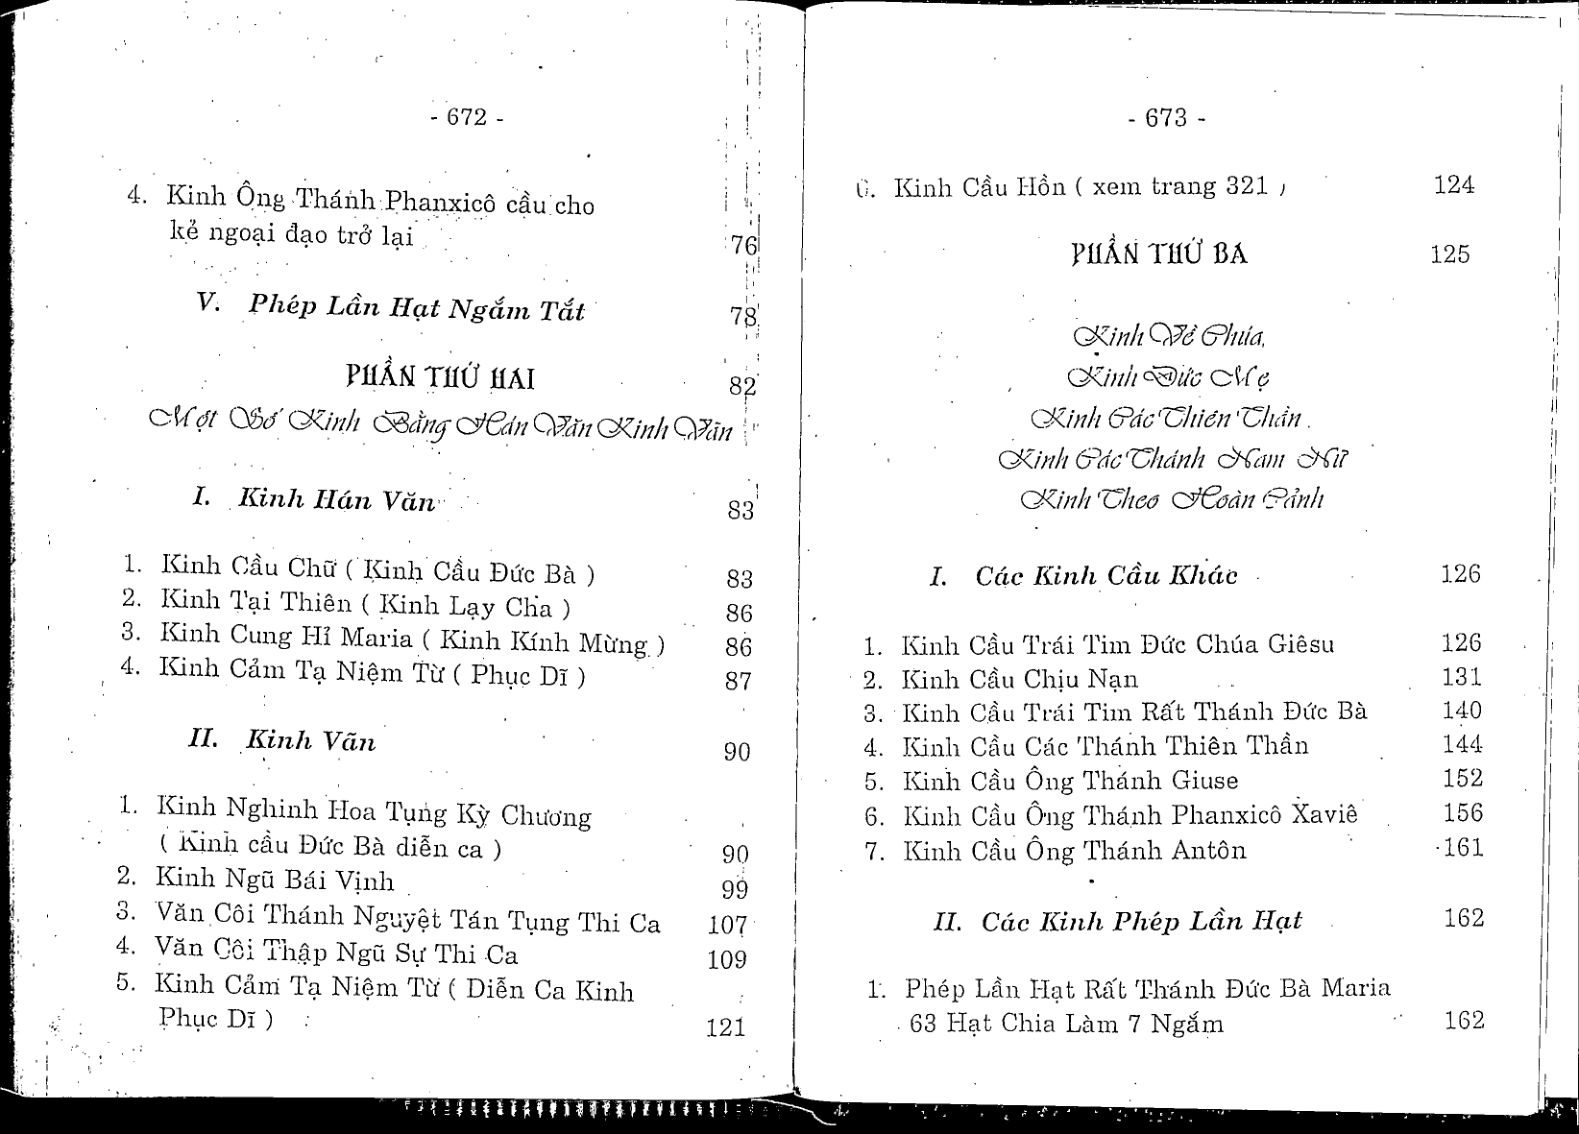 - 672 -
4. Kinh Ông Thánh Phanxicô cầu cho
kẻ ngoại đạo trở lại 76
V. Phép Lần Hạt Ngắm Tắt 78
PHẦN THỨ HAI 82
Một Số Kinh Bằng Hán Văn Kinh Vãn
I. Kinh Hán Văn 83
1. Kinh Cầu Chữ ( Kinh Cầu Đức Bà ) 83
2. Kinh Tại Thiên ( Kinh Lạy Cha ) 86
3. Kinh Cung Hỉ Maria ( Kinh Kính Mừng ) 86
4. Kinh Cảm Tạ Niệm Từ ( Phục Dĩ ) 87
II. Kinh Vãn 90
1. Kinh Nghinh Hoa Tụng Kỳ Chương
( Kinh cầu Đức Bà diễn ca ) 90
2. Kinh Ngũ Bái Vịnh 99
3. Văn Côi Thánh Nguyệt Tán Tụng Thi Ca 107
4. Văn Côi Thập Ngũ Sự Thi Ca 109
5. Kinh Cảm Tạ Niệm Từ ( Diễn Ca Kinh
Phục Dĩ ) 121
- 673 -
6. Kinh Cầu Hồn ( xem trang 321 ) 124
PHẦN THỨ BA 125
Kinh Về Chúa,
Kinh Đức Mẹ
Kinh Các Thiên Thần
Kinh Các Thánh Nam Nữ
Kinh Theo Hoàn Cảnh
I. Các Kinh Cầu Khác 126
1. Kinh Cầu Trái Tim Đức Chúa Giêsu 126
2. Kinh Cầu Chịu Nạn 131
3. Kinh Cầu Trái Tim Rất Thánh Đức Bà 140
4. Kinh Cầu Các Thánh Thiên Thần 144
5. Kinh Cầu Ông Thánh Giuse 152
6. Kinh Cầu Ông Thánh Phanxicô Xaviê 156
7. Kinh Cầu Ông Thánh Antôn 161
II. Các Kinh Phép Lần Hạt 162
1. Phép Lần Hạt Rất Thánh Đức Bà Maria
63 Hạt Chia Làm 7 Ngắm 162